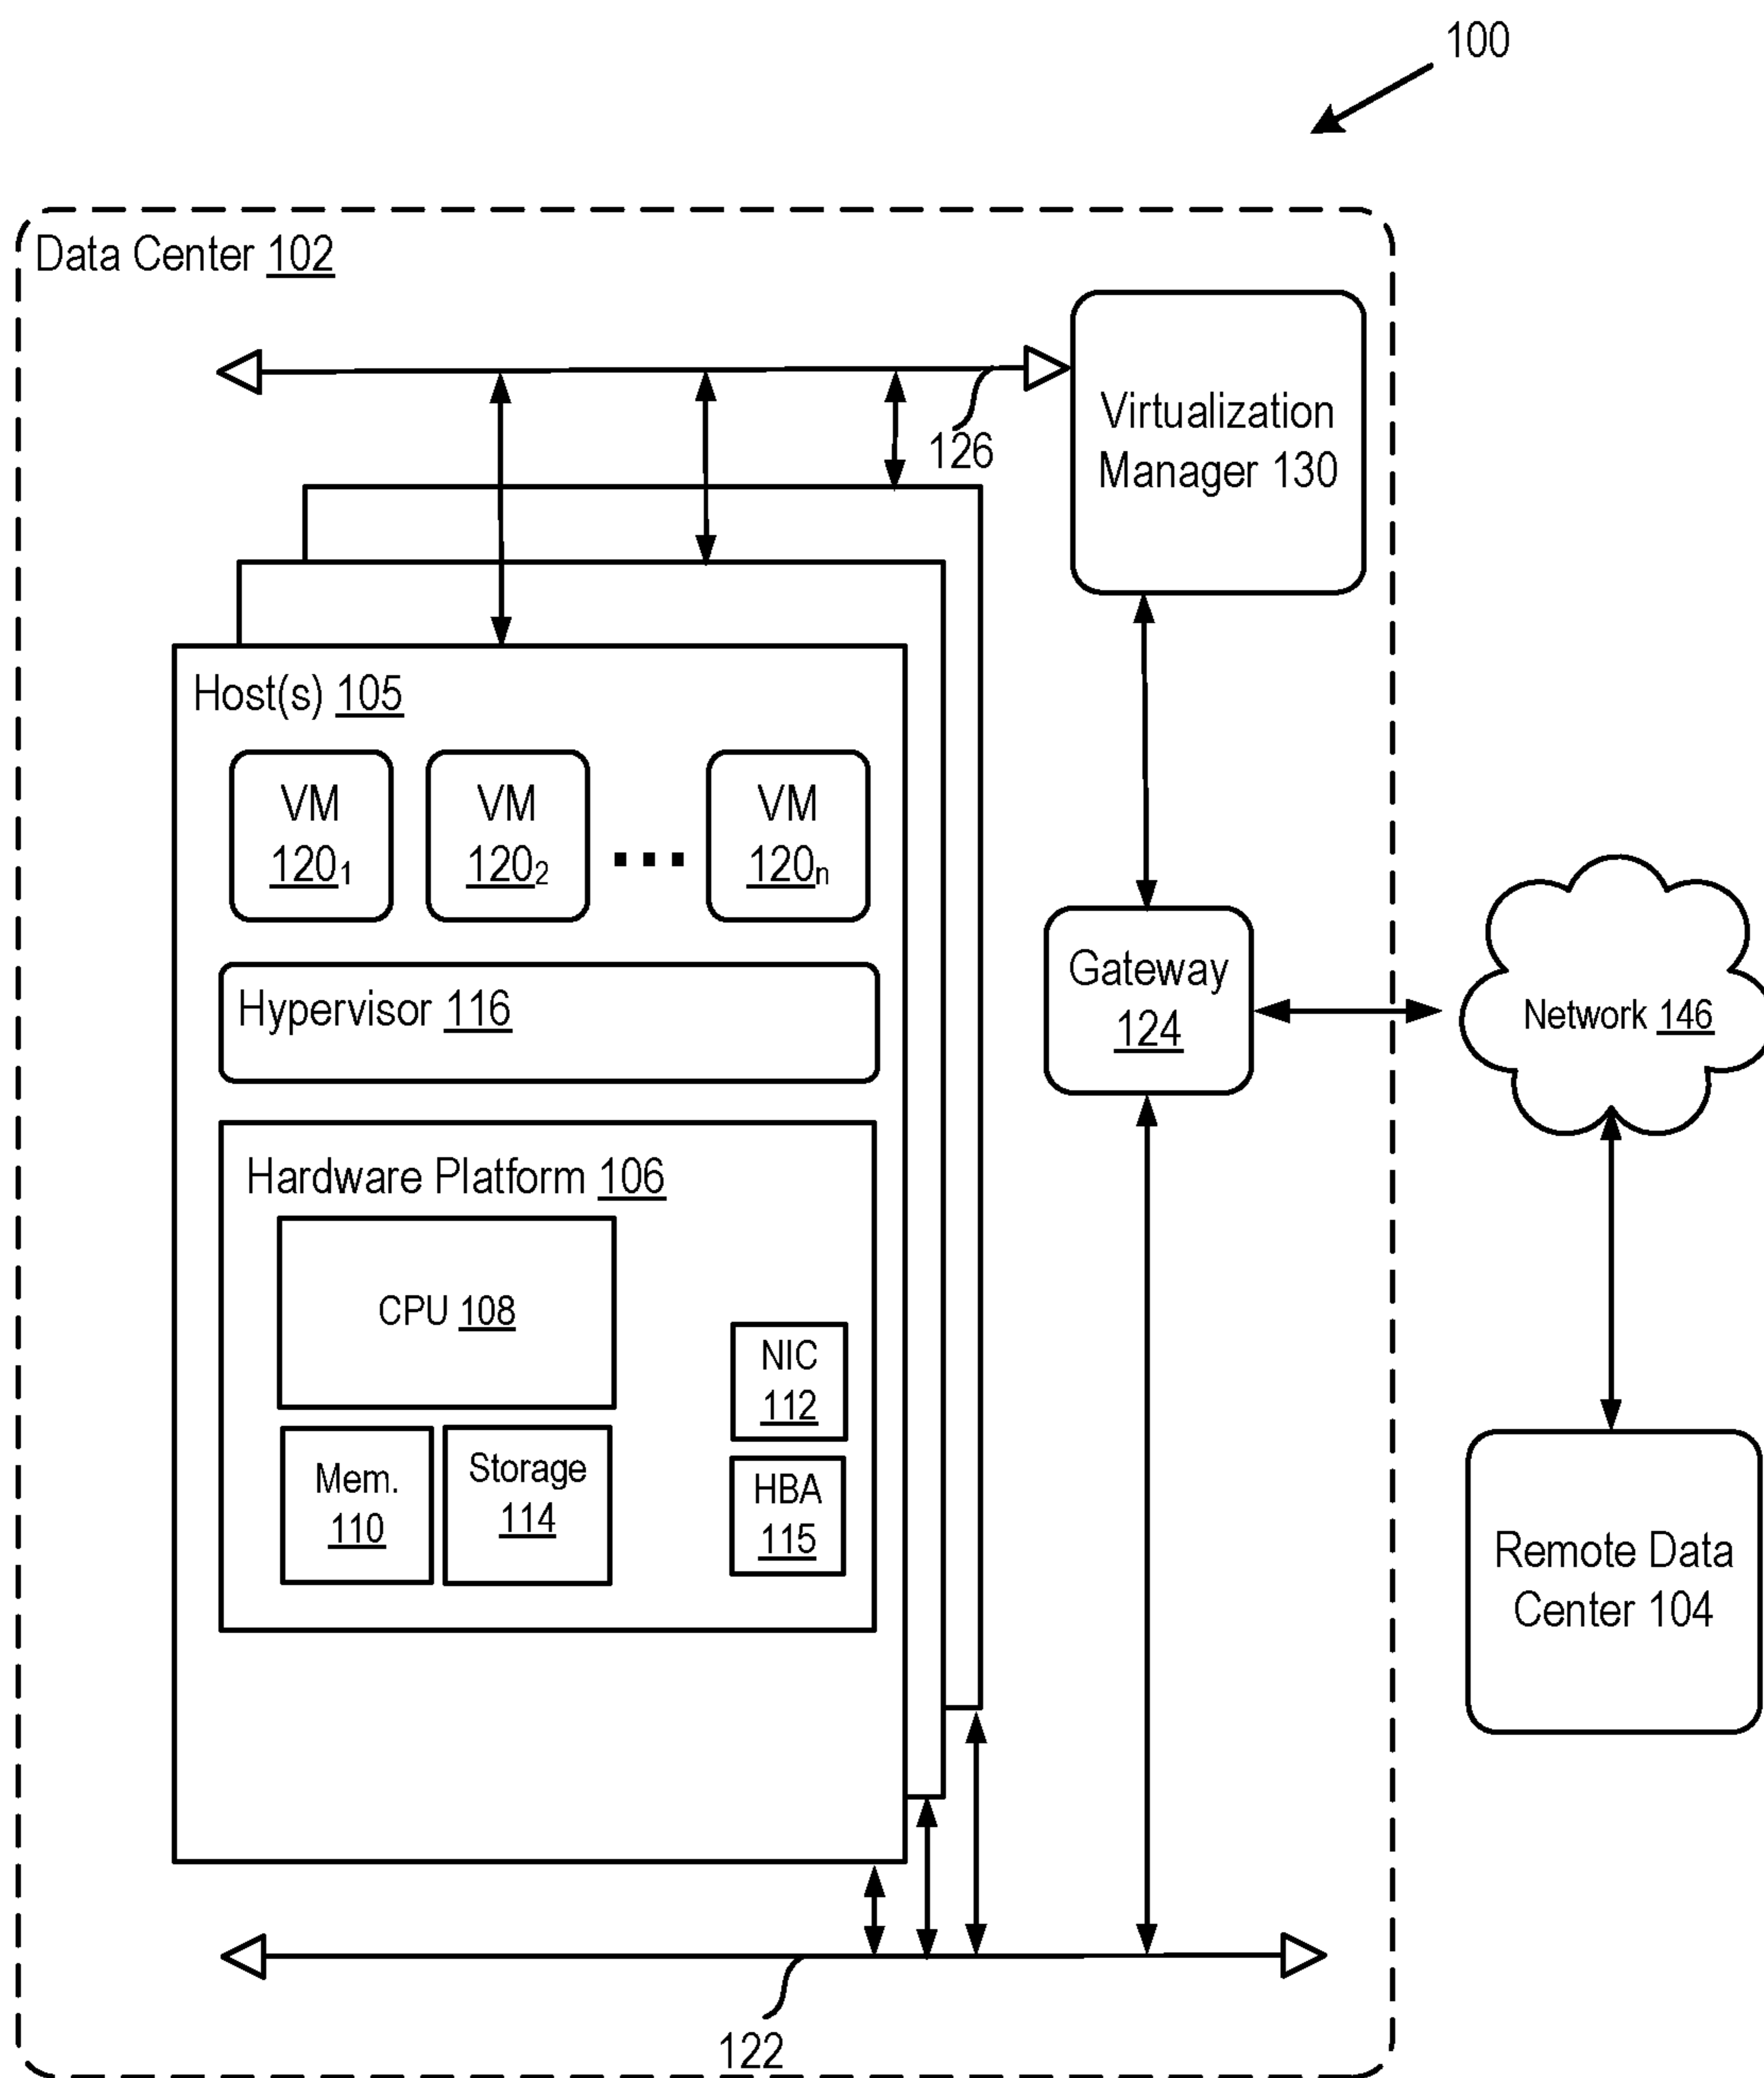 100
Data Center 102
Virtualization
Manager 130
126
Host(s) 105
VM
120₁
VM
120₂
...
VM
120ₙ
Hypervisor 116
Gateway
124
Network 146
Hardware Platform 106
CPU 108
NIC
112
Mem.
110
Storage
114
HBA
115
Remote Data
Center 104
122